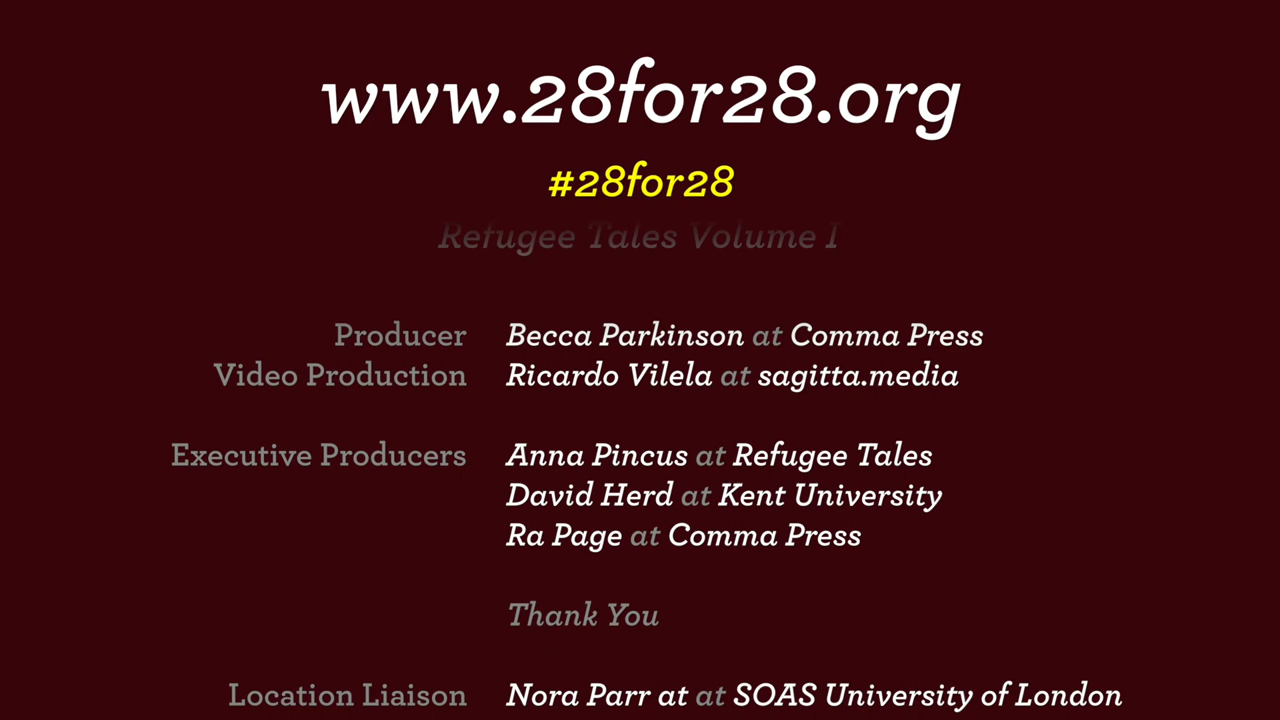 www.28for28.org
#28for28
Refugee Tales Volume I
Producer Becca Parkinson at Comma Press
Video Production Ricardo Vilela at sagitta.media
Executive Producers Anna Pincus at Refugee Tales
David Herd at Kent University
Ra Page at Comma Press
Thank You
Location Liaison Nora Parr at at SOAS University of London